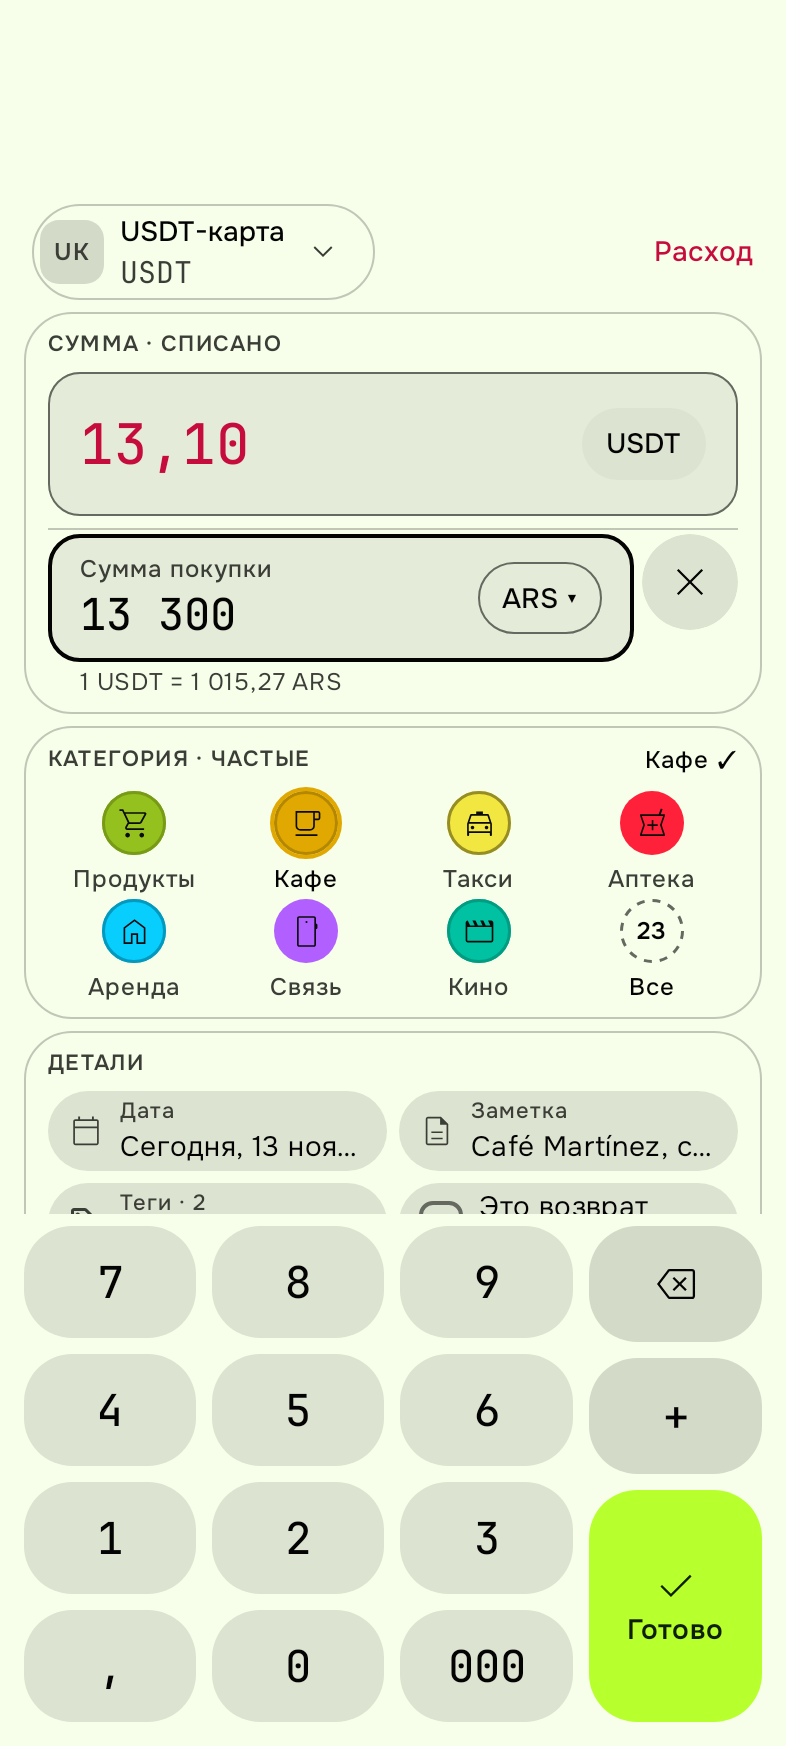 UK
USDT-карта
USDT
Расход
СУММА · СПИСАНО
13,10
USDT
Сумма покупки
13 300
ARS ▾
1 USDT = 1 015,27 ARS
КАТЕГОРИЯ · ЧАСТЫЕ
Кафе ✓
Продукты
Кафе
Такси
Аптека
23
Аренда
Связь
Кино
Все
ДЕТАЛИ
Дата
Сегодня, 13 ноя…
Заметка
Café Martínez, с…
Теги · 2
Это возврат
7
8
9
4
5
6
+
1
2
3
Готово
,
0
000